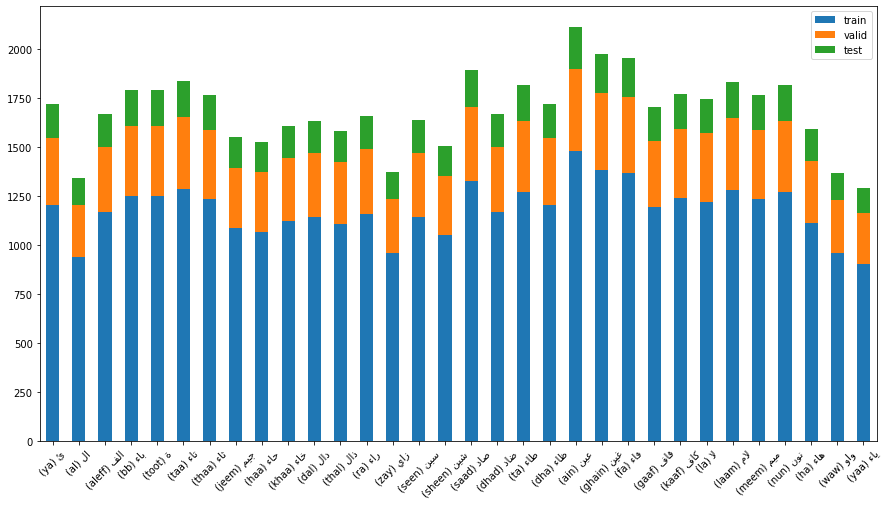 train
valid
test
2000
1750
1500
1250
1000
750
500
250
0
(ya) ئ
(al) ال
(aleff) الف
(bb) باء
(toot) ة
(taa) تاء
(thaa) ثاء
(jeem) جيم
(haa) حاء
(khaa) خاء
(dal) دال
(thal) ذال
(ra) راء
(zay) زاي
(seen) سين
(sheen) شين
(saad) صاد
(dhad) ضاد
(ta) طاء
(dha) ظاء
(ain) عين
(ghain) غين
(fa) فاء
(gaaf) قاف
(kaaf) كاف
(la) لا
(laam) لام
(meem) ميم
(nun) نون
(ha) هاء
(waw) واو
(yaa) ياء